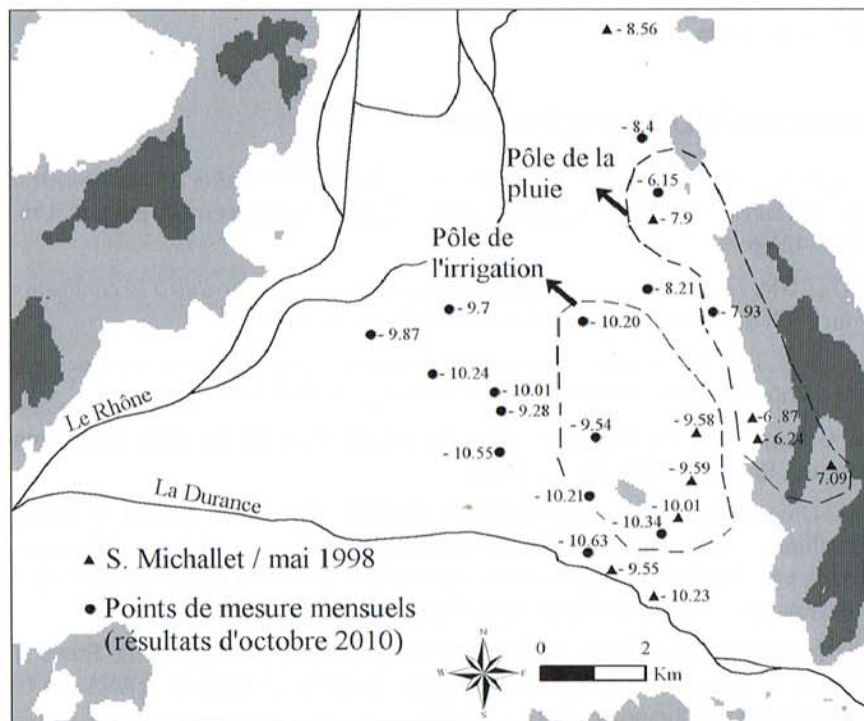 - 8.56
- 8.4
Pôle de la
pluie
- 6.15
- 7.9
Pôle de
l'irrigation
- 8.21
- 7.93
- 9.7
- 10.20
- 9.87
- 10.24
- 10.01
- 9.28
Le Rhône
- 9.54
- 9.58
-6 .87
- 6.24
- 10.55
- 9.59
- 7.09
La Durance
- 10.21
- 10.01
- 10.34
- 10.63
▲ S. Michallet / mai 1998
- 9.55
- 10.23
● Points de mesure mensuels
(résultats d'octobre 2010)
N
W E
S
0 2
Km